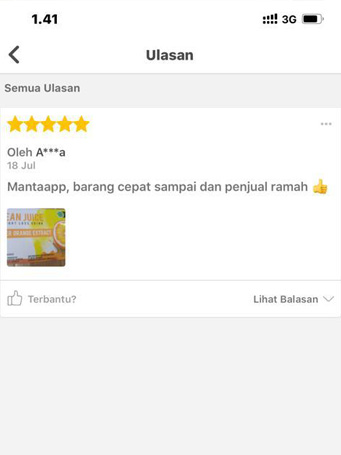 1.41
3G
Ulasan
Semua Ulasan
Oleh A***a
18 Jul
Mantaapp, barang cepat sampai dan penjual ramah 👍
EAN JUICE
ORANGE EXTRACT
Terbantu?
Lihat Balasan